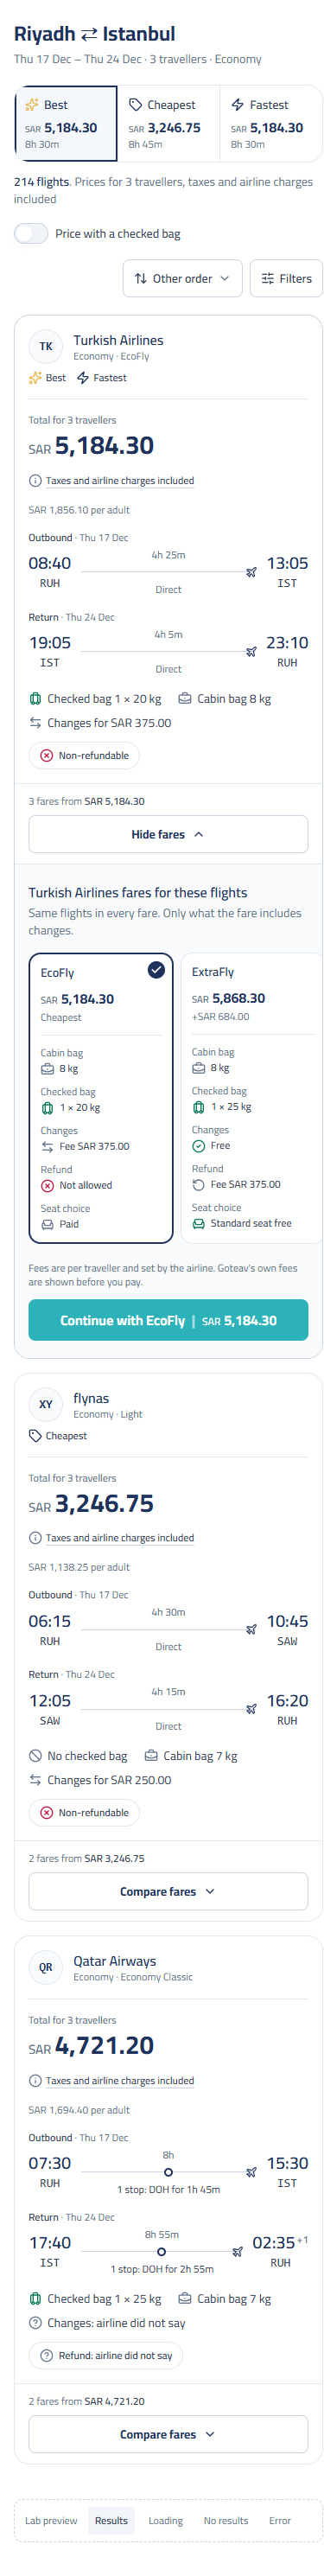 Riyadh ⇄ Istanbul
Thu 17 Dec – Thu 24 Dec · 3 travellers · Economy
Best
SAR 5,184.30
8h 30m
Cheapest
SAR 3,246.75
8h 45m
Fastest
SAR 5,184.30
8h 30m
214 flights. Prices for 3 travellers, taxes and airline charges
included
Price with a checked bag
Other order
Filters
TK
Turkish Airlines
Economy · EcoFly
Best
Fastest
Total for 3 travellers
SAR 5,184.30
Taxes and airline charges included
SAR 1,856.10 per adult
Outbound · Thu 17 Dec
08:40 4h 25m 13:05
RUH Direct IST
Return · Thu 24 Dec
19:05 4h 5m 23:10
IST Direct RUH
Checked bag 1 × 20 kg Cabin bag 8 kg
Changes for SAR 375.00
Non-refundable
3 fares from SAR 5,184.30
Hide fares
Turkish Airlines fares for these flights
Same flights in every fare. Only what the fare includes
changes.
EcoFly
SAR 5,184.30
Cheapest
Cabin bag
8 kg
Checked bag
1 × 20 kg
Changes
Fee SAR 375.00
Refund
Not allowed
Seat choice
Paid
ExtraFly
SAR 5,868.30
+SAR 684.00
Cabin bag
8 kg
Checked bag
1 × 25 kg
Changes
Free
Refund
Fee SAR 375.00
Seat choice
Standard seat free
Fees are per traveller and set by the airline. Goteav's own fees
are shown before you pay.
Continue with EcoFly | SAR 5,184.30
XY
flynas
Economy · Light
Cheapest
Total for 3 travellers
SAR 3,246.75
Taxes and airline charges included
SAR 1,138.25 per adult
Outbound · Thu 17 Dec
06:15 4h 30m 10:45
RUH Direct SAW
Return · Thu 24 Dec
12:05 4h 15m 16:20
SAW Direct RUH
No checked bag Cabin bag 7 kg
Changes for SAR 250.00
Non-refundable
2 fares from SAR 3,246.75
Compare fares
QR
Qatar Airways
Economy · Economy Classic
Total for 3 travellers
SAR 4,721.20
Taxes and airline charges included
SAR 1,694.40 per adult
Outbound · Thu 17 Dec
07:30 8h 15:30
RUH 1 stop: DOH for 1h 45m IST
Return · Thu 24 Dec
17:40 8h 55m 02:35 +1
IST 1 stop: DOH for 2h 55m RUH
Checked bag 1 × 25 kg Cabin bag 7 kg
Changes: airline did not say
Refund: airline did not say
2 fares from SAR 4,721.20
Compare fares
Lab preview Results Loading No results Error